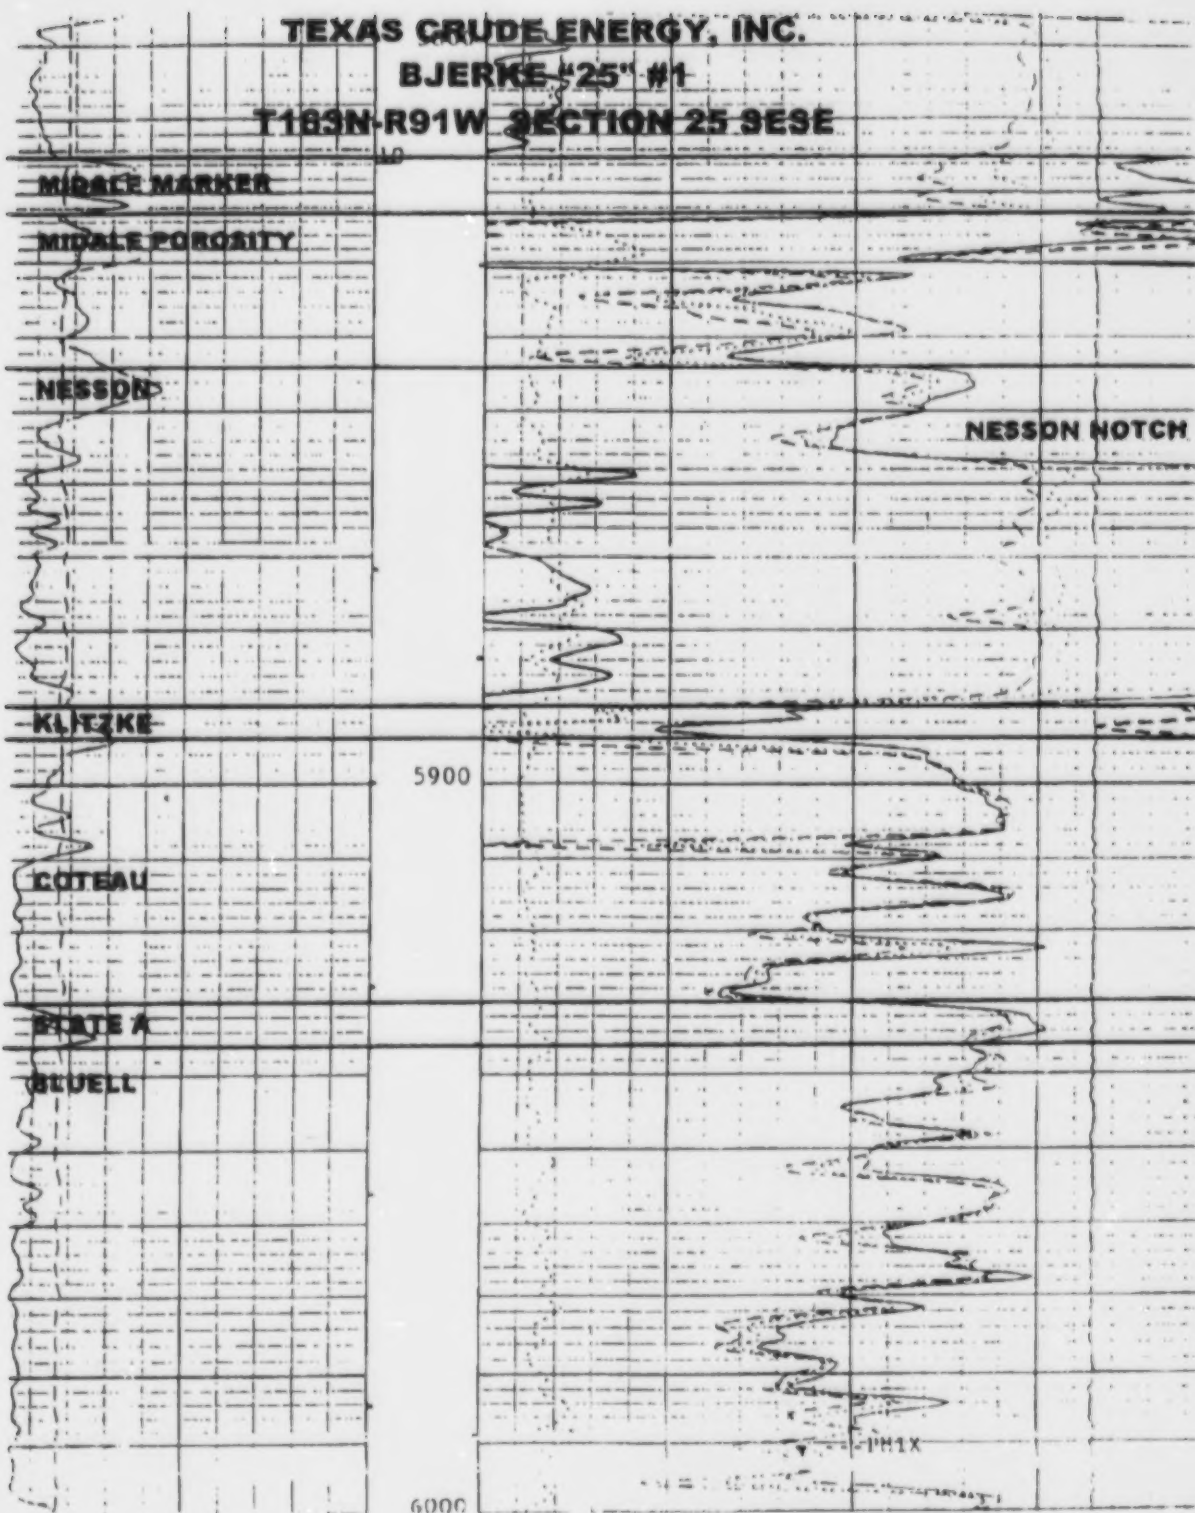 TEXAS CRUDE ENERGY, INC.
BJERKE "25" #1
T163N-R91W SECTION 25 SESE
MIDALE MARKER
MIDALE POROSITY
NESSON
NESSON NOTCH
KLITZKE
5900
COTEAU
STATE A
BLUELL
PH1X
6000